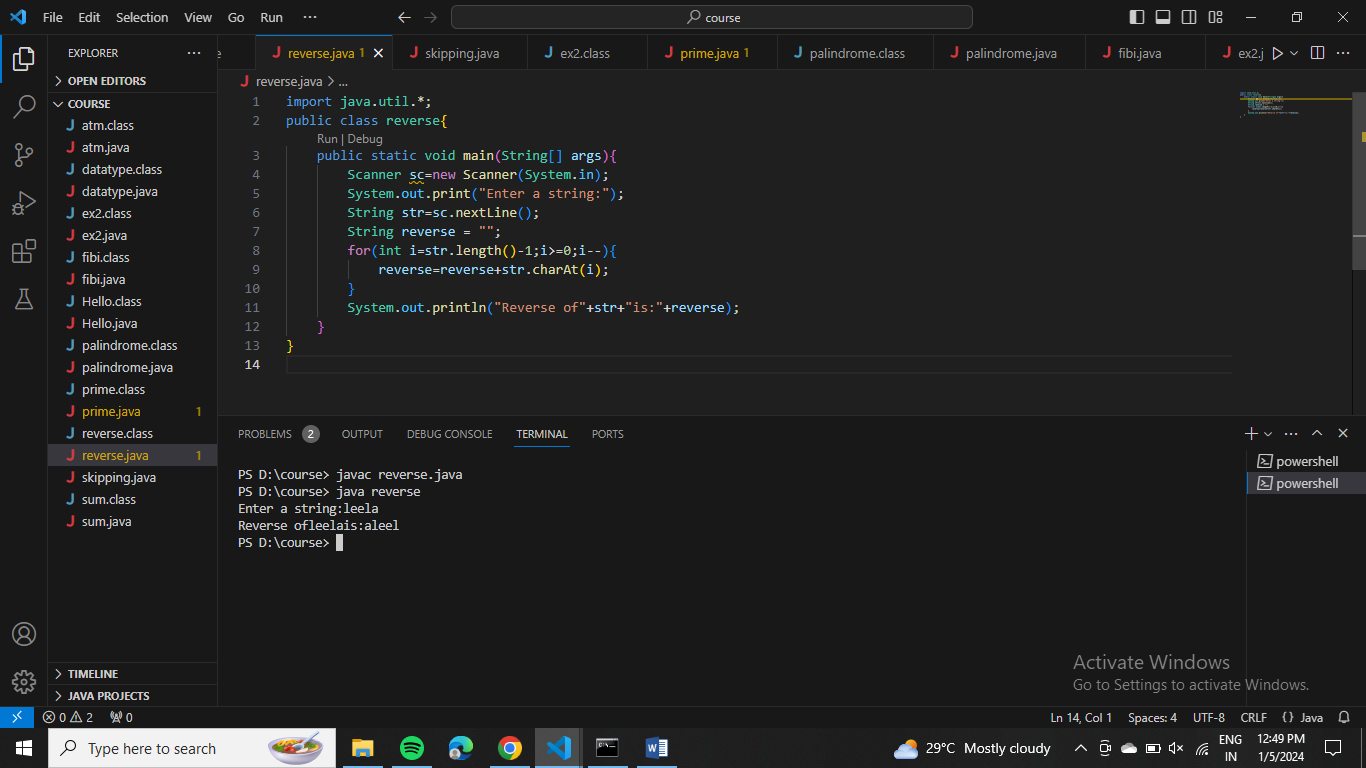 File Edit Selection View Go Run ··· course
EXPLORER ···
e reverse.java 1 skipping.java ex2.class prime.java 1 palindrome.class palindrome.java fibi.java ex2.j ···
OPEN EDITORS
COURSE
atm.class
atm.java
datatype.class
datatype.java
ex2.class
ex2.java
fibi.class
fibi.java
Hello.class
Hello.java
palindrome.class
palindrome.java
prime.class
prime.java 1
reverse.class
reverse.java 1
skipping.java
sum.class
sum.java
TIMELINE
JAVA PROJECTS
reverse.java > ...
1 import java.util.*;
2 public class reverse{
Run | Debug
3 public static void main(String[] args){
4 Scanner sc=new Scanner(System.in);
5 System.out.print("Enter a string:");
6 String str=sc.nextLine();
7 String reverse = "";
8 for(int i=str.length()-1;i>=0;i--){
9 reverse=reverse+str.charAt(i);
10 }
11 System.out.println("Reverse of"+str+"is:"+reverse);
12 }
13 }
14
PROBLEMS 2 OUTPUT DEBUG CONSOLE TERMINAL PORTS ···
PS D:\course> javac reverse.java
PS D:\course> java reverse
Enter a string:leela
Reverse ofleelais:aleel
PS D:\course>
powershell
powershell
Activate Windows
Go to Settings to activate Windows.
0 2 0 Ln 14, Col 1 Spaces: 4 UTF-8 CRLF {} Java
Type here to search 29°C Mostly cloudy ENG IN 12:49 PM 1/5/2024